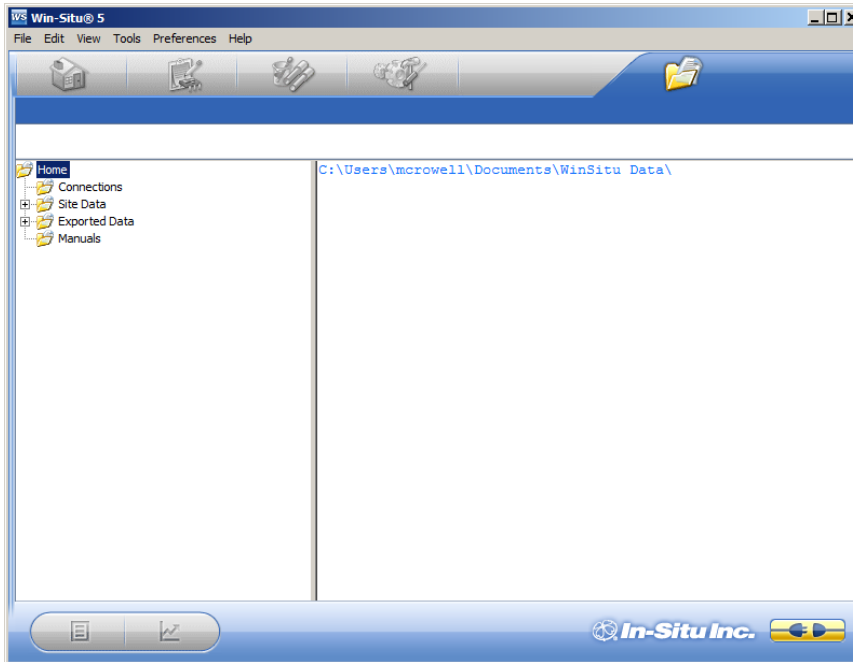 WS Win-Situ® 5
File Edit View Tools Preferences Help
Home
Connections
Site Data
Exported Data
Manuals
C:\Users\mcrowell\Documents\WinSitu Data\
In-Situ Inc.